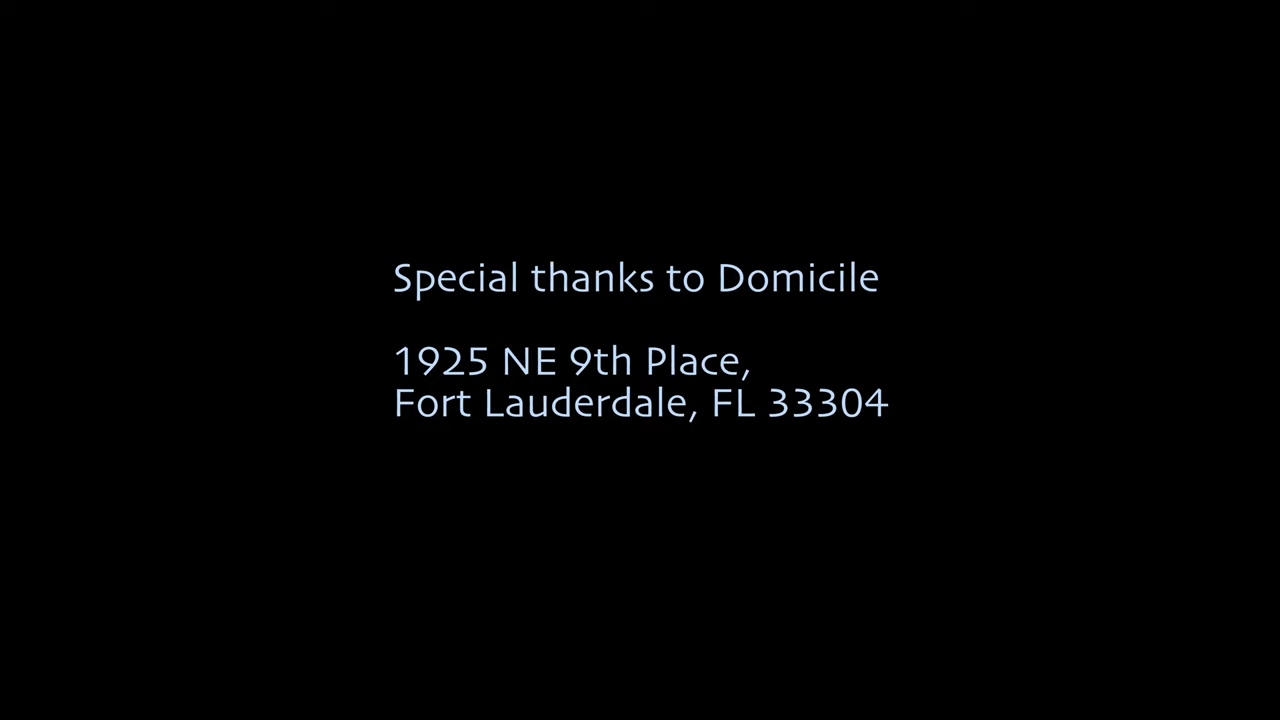 Special thanks to Domicile
1925 NE 9th Place,
Fort Lauderdale, FL 33304